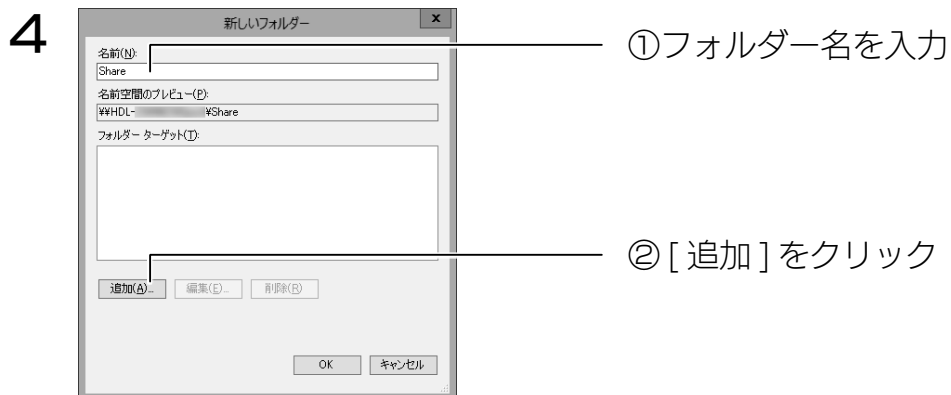 4
新しいフォルダー
x
①フォルダー名を入力
名前(N):
Share
名前空間のプレビュー(P):
¥¥HDL- ¥Share
フォルダー ターゲット(T):
②[ 追加 ] をクリック
追加(A)... 編集(E)... 削除(R)
OK キャンセル